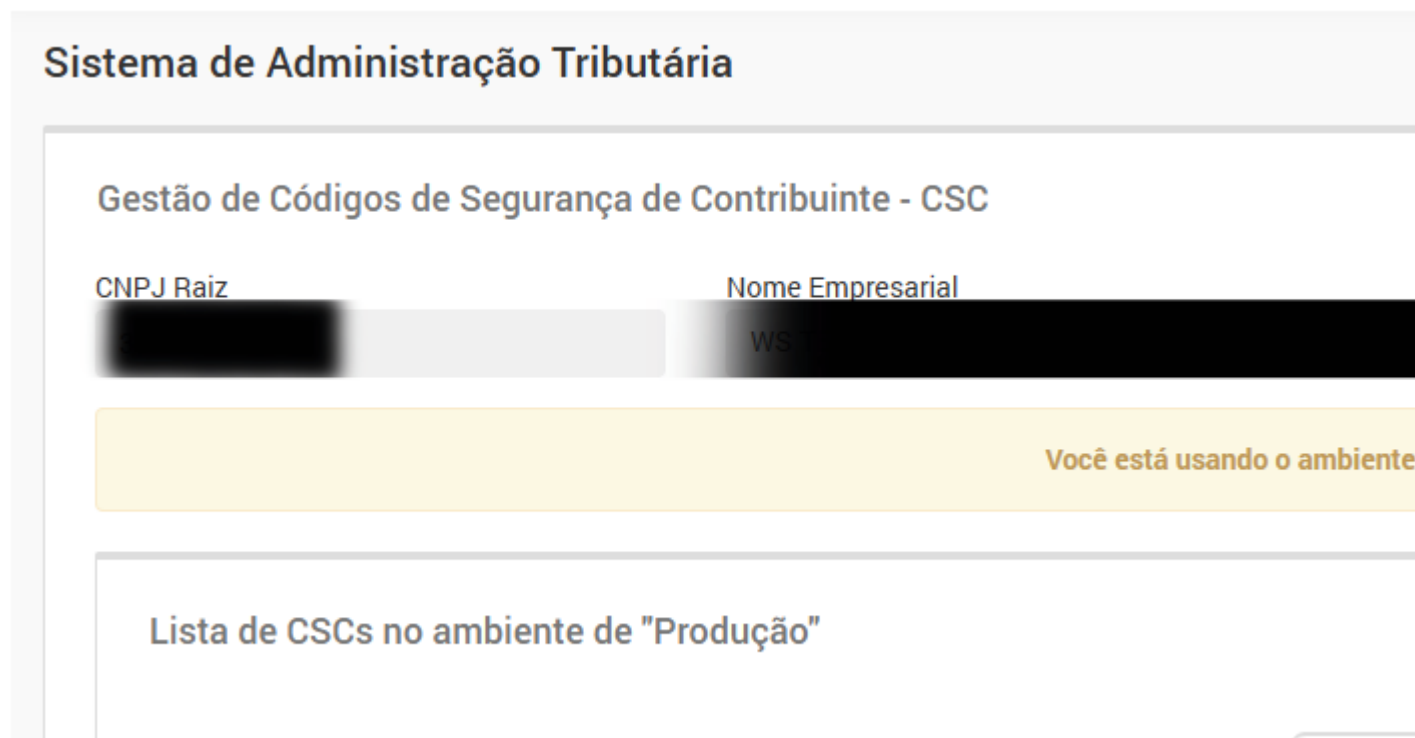 Sistema de Administração Tributária
Gestão de Códigos de Segurança de Contribuinte - CSC
CNPJ Raiz
Nome Empresarial
WS
Você está usando o ambiente
Lista de CSCs no ambiente de "Produção"